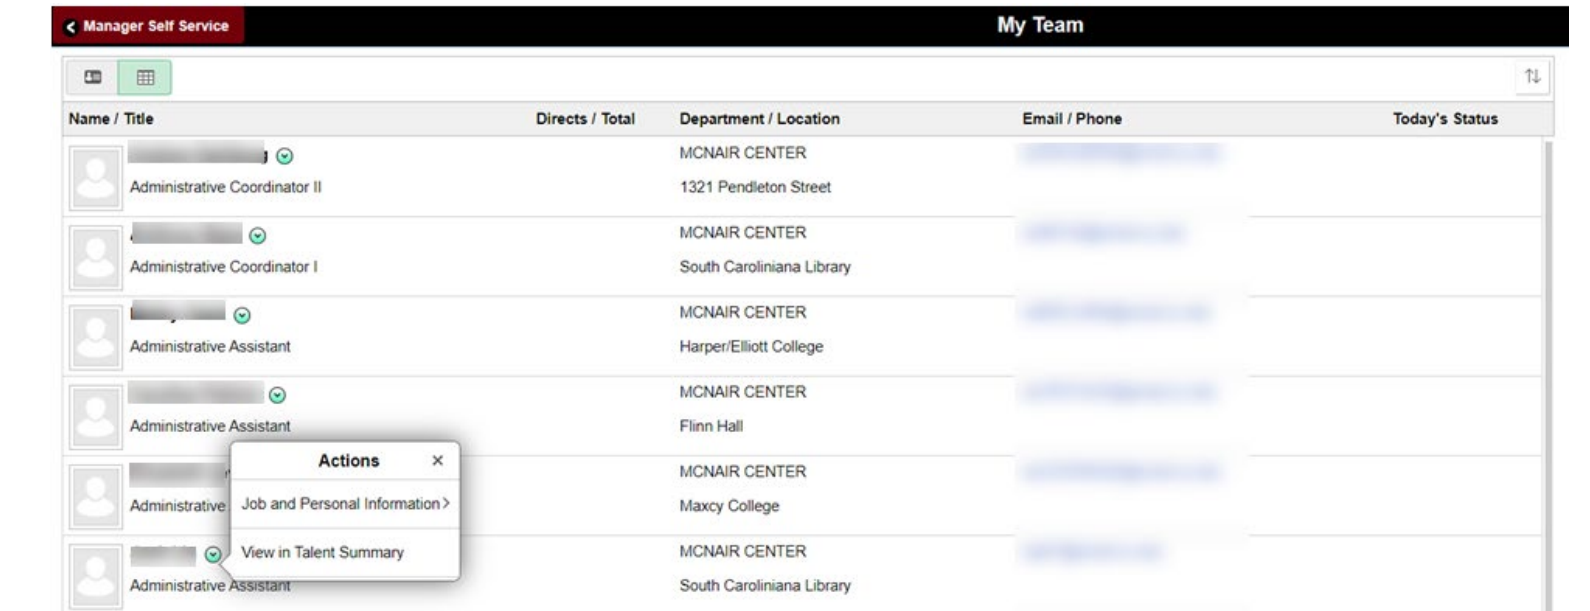 Manager Self Service
My Team
Name / Title
Directs / Total
Department / Location
Email / Phone
Today's Status
MCNAIR CENTER
Administrative Coordinator II
1321 Pendleton Street
MCNAIR CENTER
Administrative Coordinator I
South Caroliniana Library
MCNAIR CENTER
Administrative Assistant
Harper/Elliott College
MCNAIR CENTER
Administrative Assistant
Flinn Hall
Actions
MCNAIR CENTER
Administrative
Job and Personal Information
Maxcy College
View in Talent Summary
MCNAIR CENTER
Administrative Assistant
South Caroliniana Library